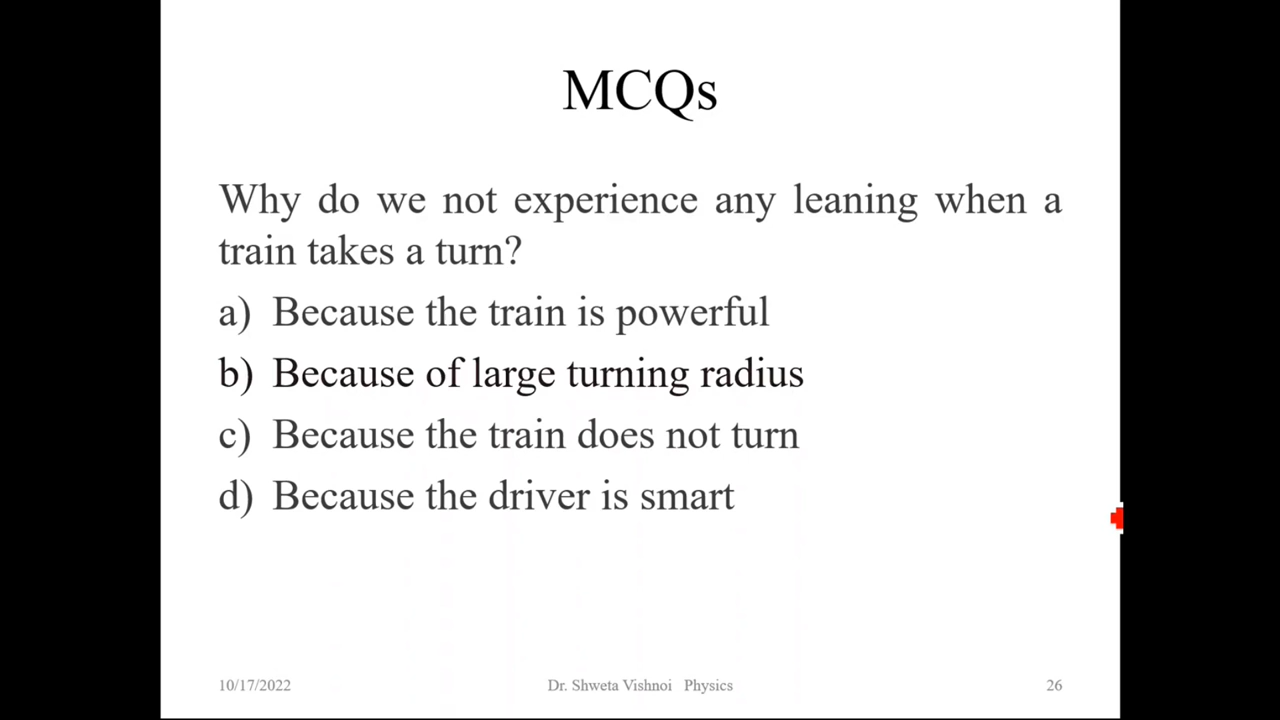 MCQs
Why do we not experience any leaning when a
train takes a turn?
a) Because the train is powerful
b) Because of large turning radius
c) Because the train does not turn
d) Because the driver is smart
10/17/2022 Dr. Shweta Vishnoi Physics 26